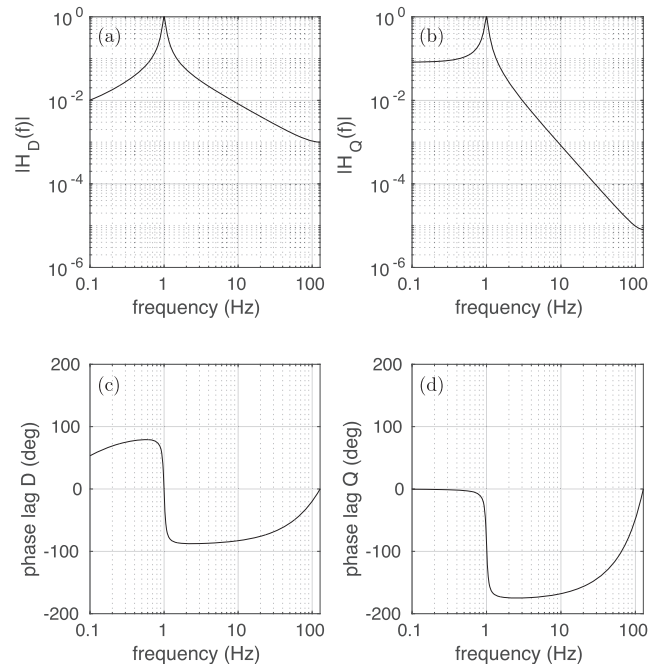 (a)
|H_D(f)|
10^0
10^-2
10^-4
10^-6
0.1 1 10 100
frequency (Hz)
(b)
|H_Q(f)|
10^0
10^-2
10^-4
10^-6
0.1 1 10 100
frequency (Hz)
(c)
phase lag D (deg)
200
100
0
-100
-200
0.1 1 10 100
frequency (Hz)
(d)
phase lag Q (deg)
200
100
0
-100
-200
0.1 1 10 100
frequency (Hz)